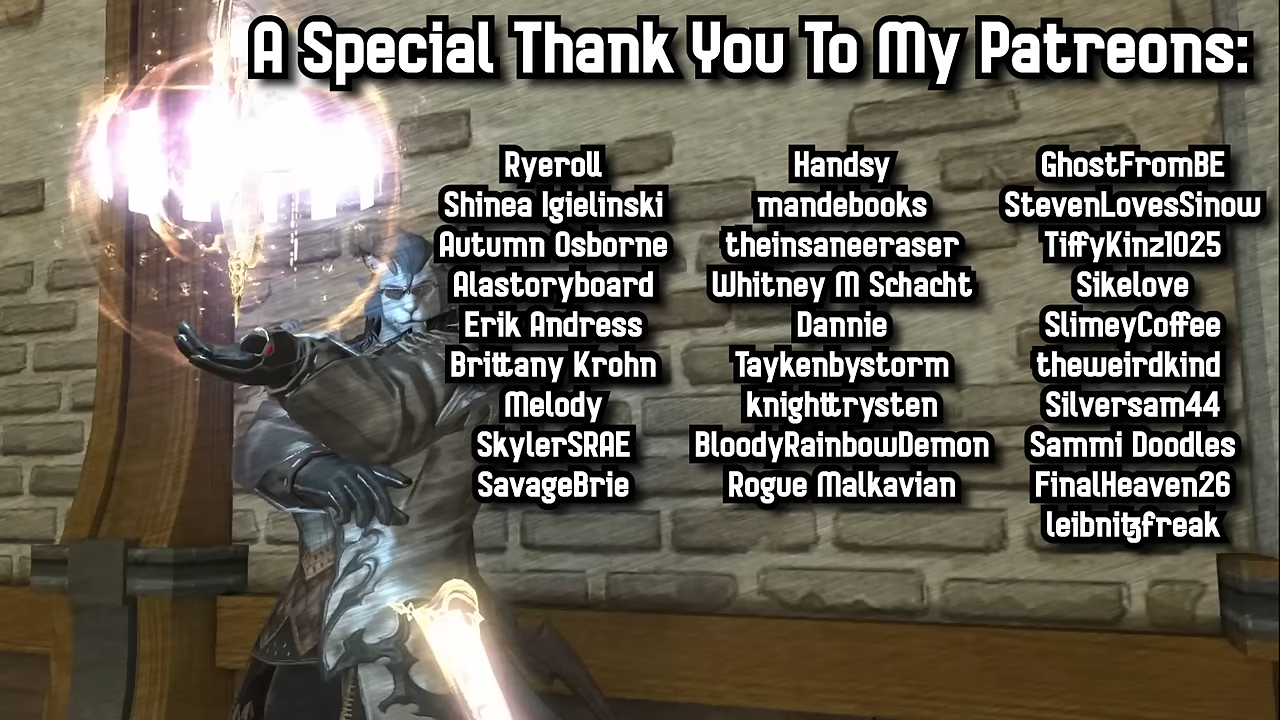 A Special Thank You To My Patreons:
Ryeroll
Shinea Igielinski
Autumn Osborne
Alastoryboard
Erik Andress
Brittany Krohn
Melody
SkylerSRAE
SavageBrie
Handsy
mandebooks
theinsaneeraser
Whitney M Schacht
Dannie
Taykenbystorm
knighttrysten
BloodyRainbowDemon
Rogue Malkavian
GhostFromBE
StevenLovesSinow
TiffyKinz1025
Sikelove
SlimeyCoffee
theweirdkind
Silversam44
Sammi Doodles
FinalHeaven26
leibnitzfreak